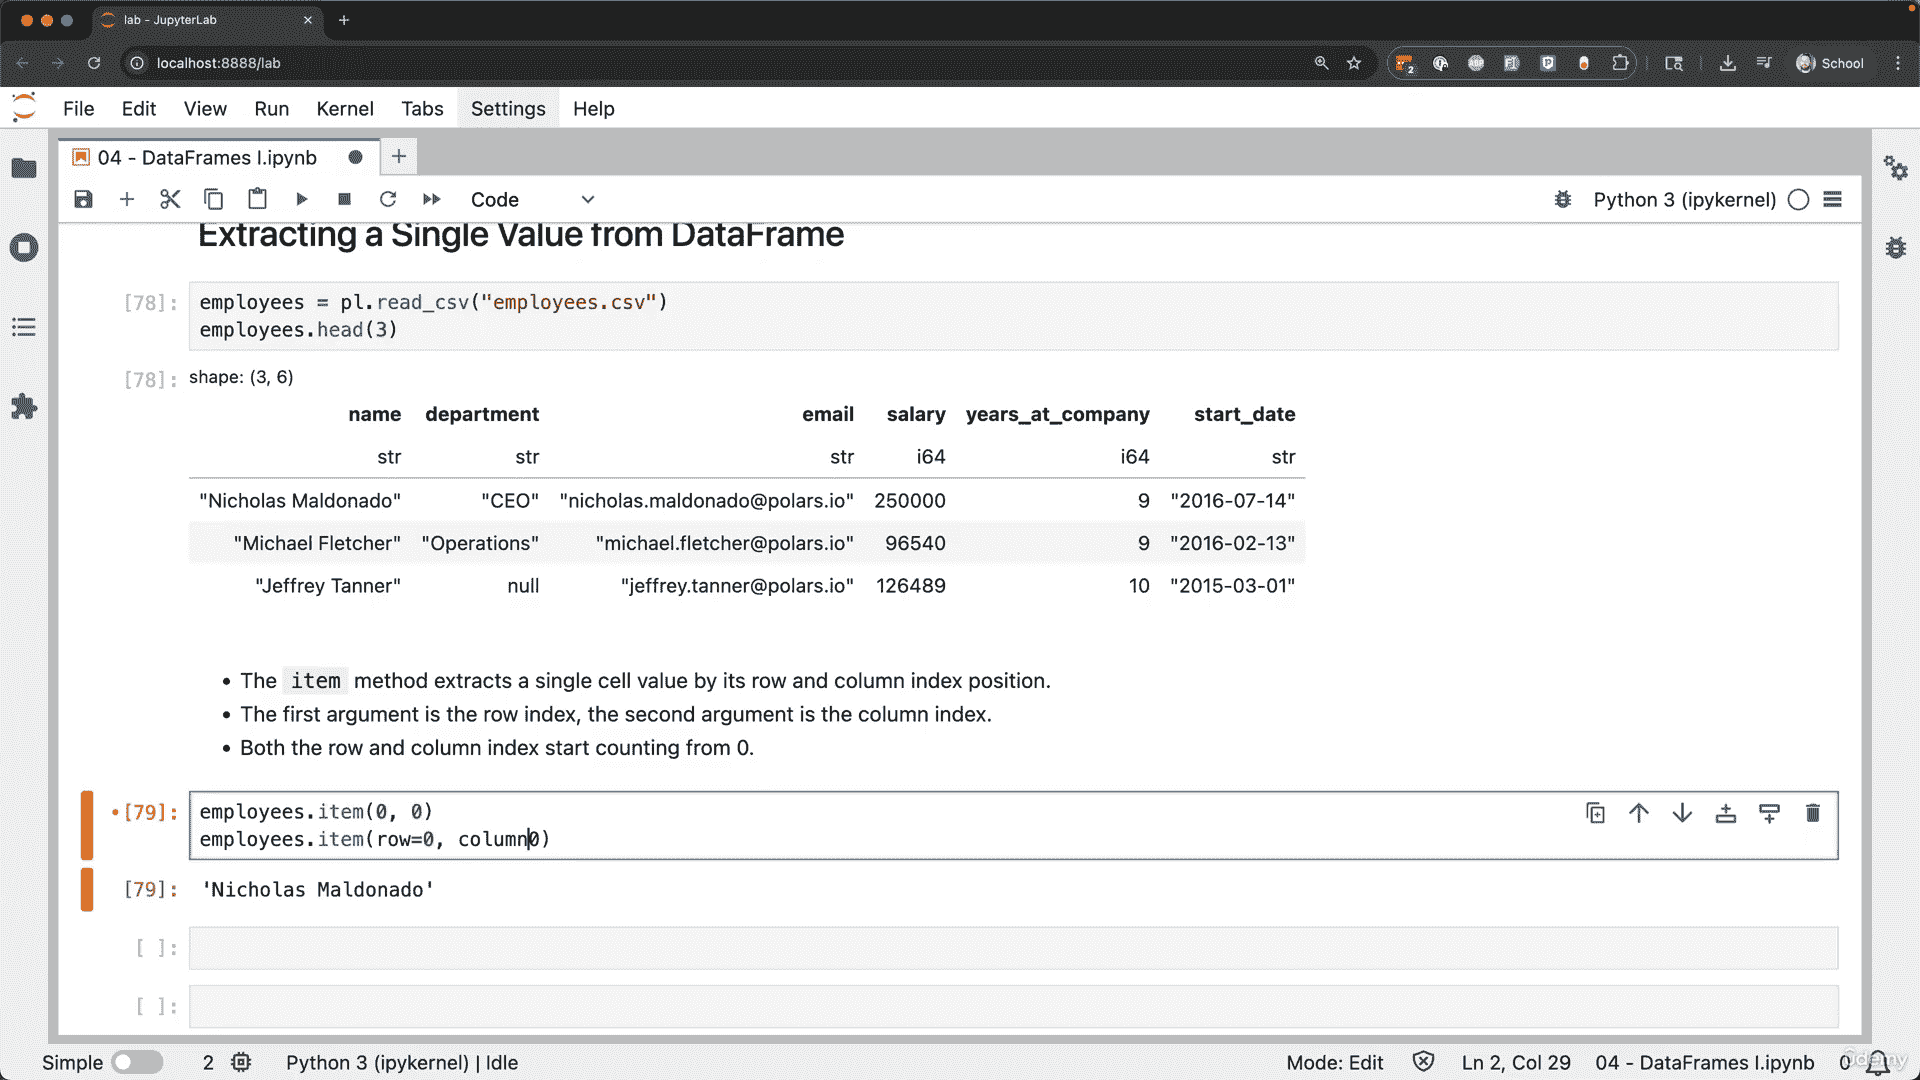 lab - JupyterLab
localhost:8888/lab
2
School
File Edit View Run Kernel Tabs Settings Help
04 - DataFrames I.ipynb
Code
Python 3 (ipykernel)
Extracting a Single Value from DataFrame
[78]: employees = pl.read_csv("employees.csv")
employees.head(3)
[78]: shape: (3, 6)
name department email salary years_at_company start_date
str str str i64 i64 str
"Nicholas Maldonado" "CEO" "nicholas.maldonado@polars.io" 250000 9 "2016-07-14"
"Michael Fletcher" "Operations" "michael.fletcher@polars.io" 96540 9 "2016-02-13"
"Jeffrey Tanner" null "jeffrey.tanner@polars.io" 126489 10 "2015-03-01"
• The item method extracts a single cell value by its row and column index position.
• The first argument is the row index, the second argument is the column index.
• Both the row and column index start counting from 0.
•[79]: employees.item(0, 0)
employees.item(row=0, column0)
[79]: 'Nicholas Maldonado'
[ ]:
[ ]:
Simple 2 Python 3 (ipykernel) | Idle Mode: Edit Ln 2, Col 29 04 - DataFrames I.ipynb 0
Udemy